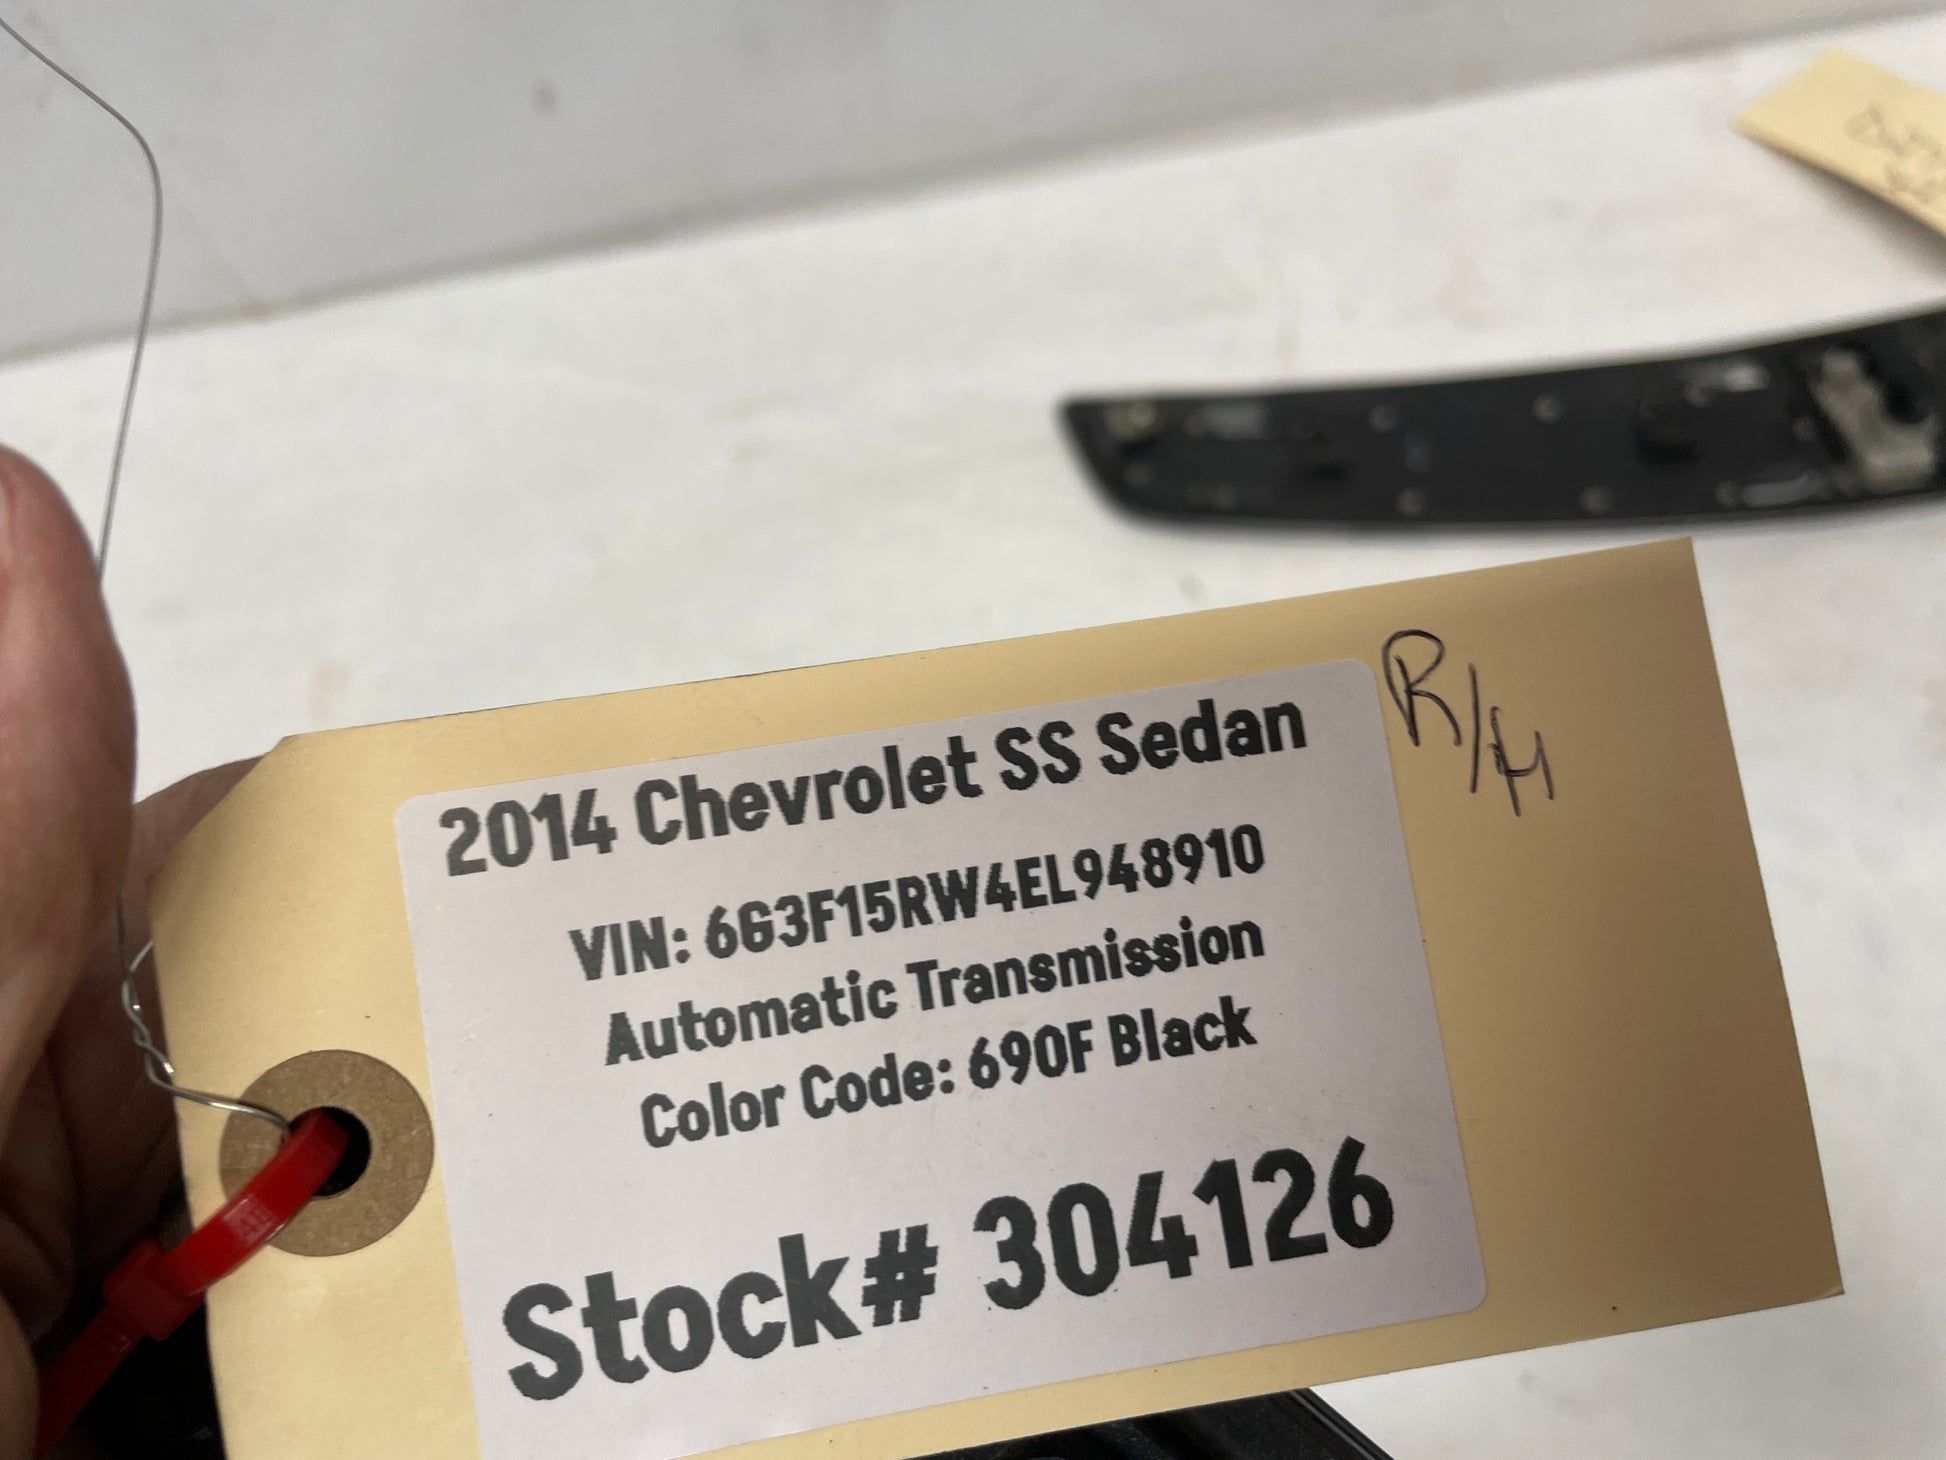 2014 Chevrolet SS Sedan
VIN: 6G3F15RW4EL948910
Automatic Transmission
Color Code: 690F Black
Stock# 304126
R/H